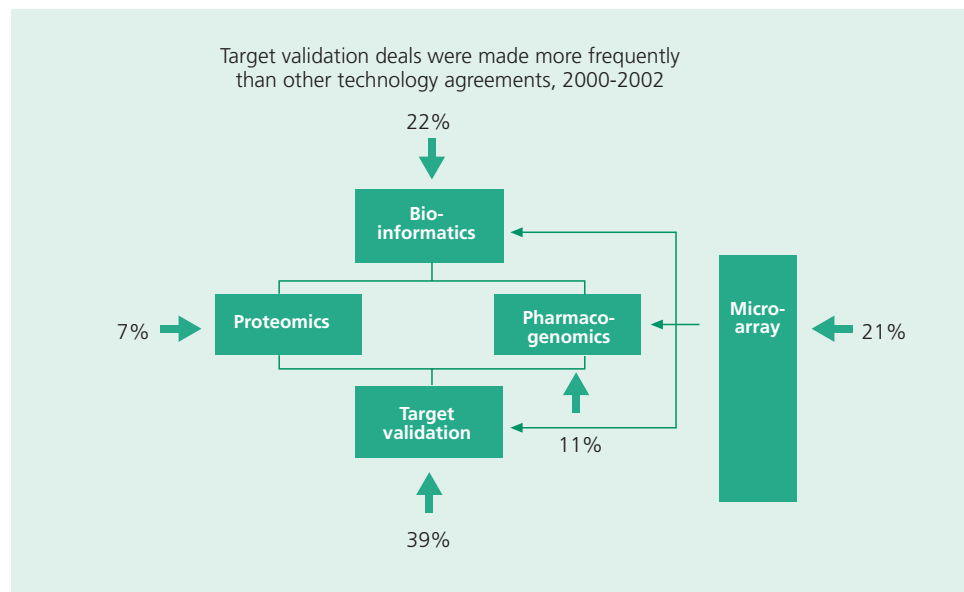 Target validation deals were made more frequently
than other technology agreements, 2000-2002
22%
Bio-
informatics
7%
Proteomics
Pharmaco-
genomics
Micro-
array
21%
Target
validation
11%
39%